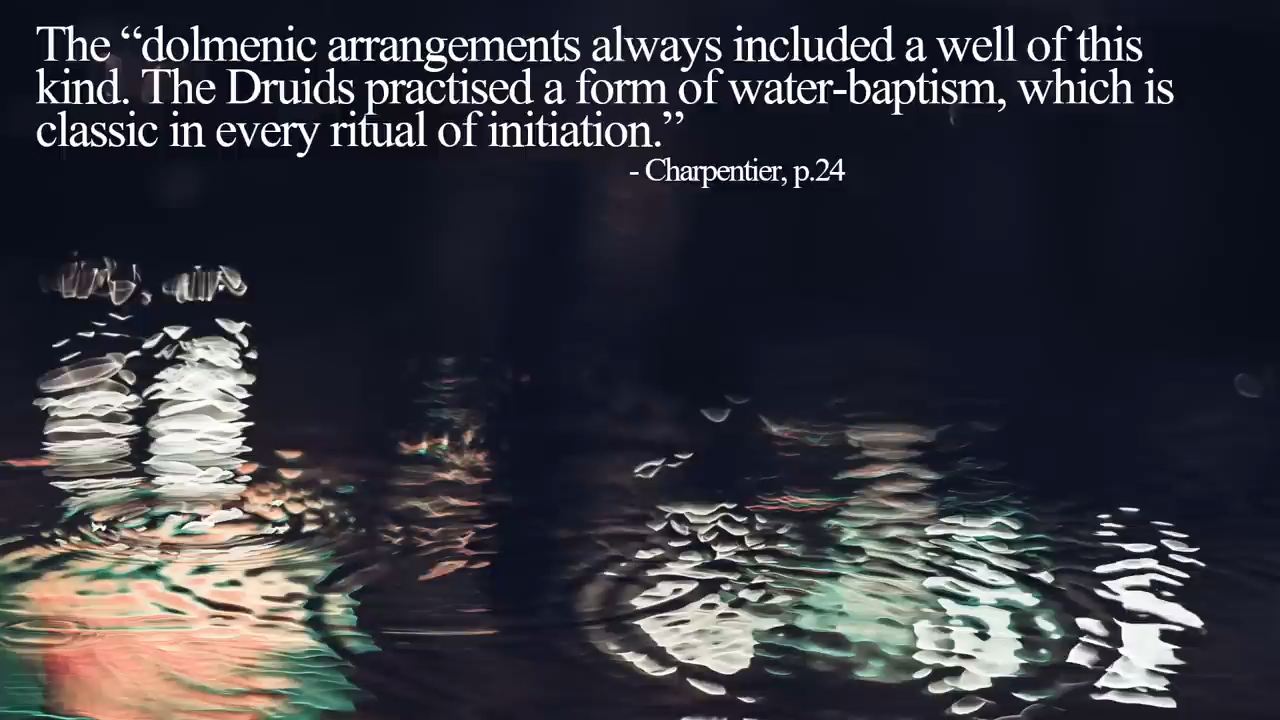 The “dolmenic arrangements always included a well of this
kind. The Druids practised a form of water-baptism, which is
classic in every ritual of initiation.”
- Charpentier, p.24